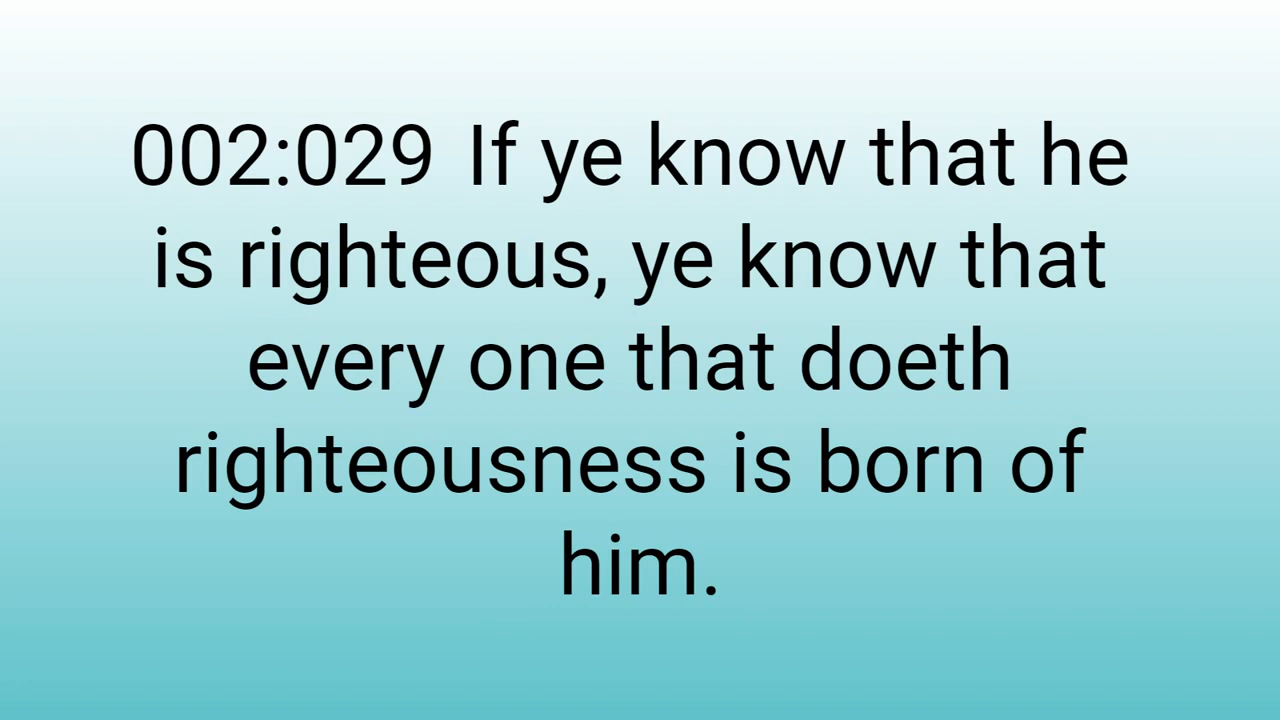 002:029 If ye know that he
is righteous, ye know that
every one that doeth
righteousness is born of
him.